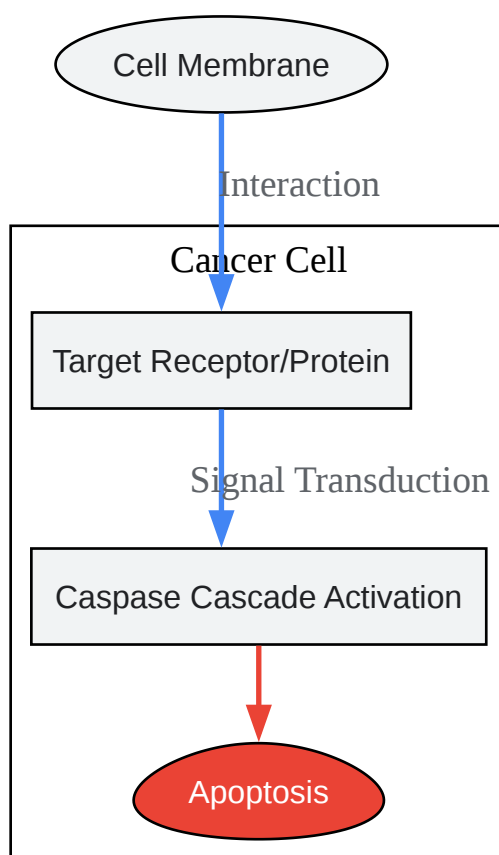 Cell Membrane
Interaction
Cancer Cell
Target Receptor/Protein
Signal Transduction
Caspase Cascade Activation
Apoptosis